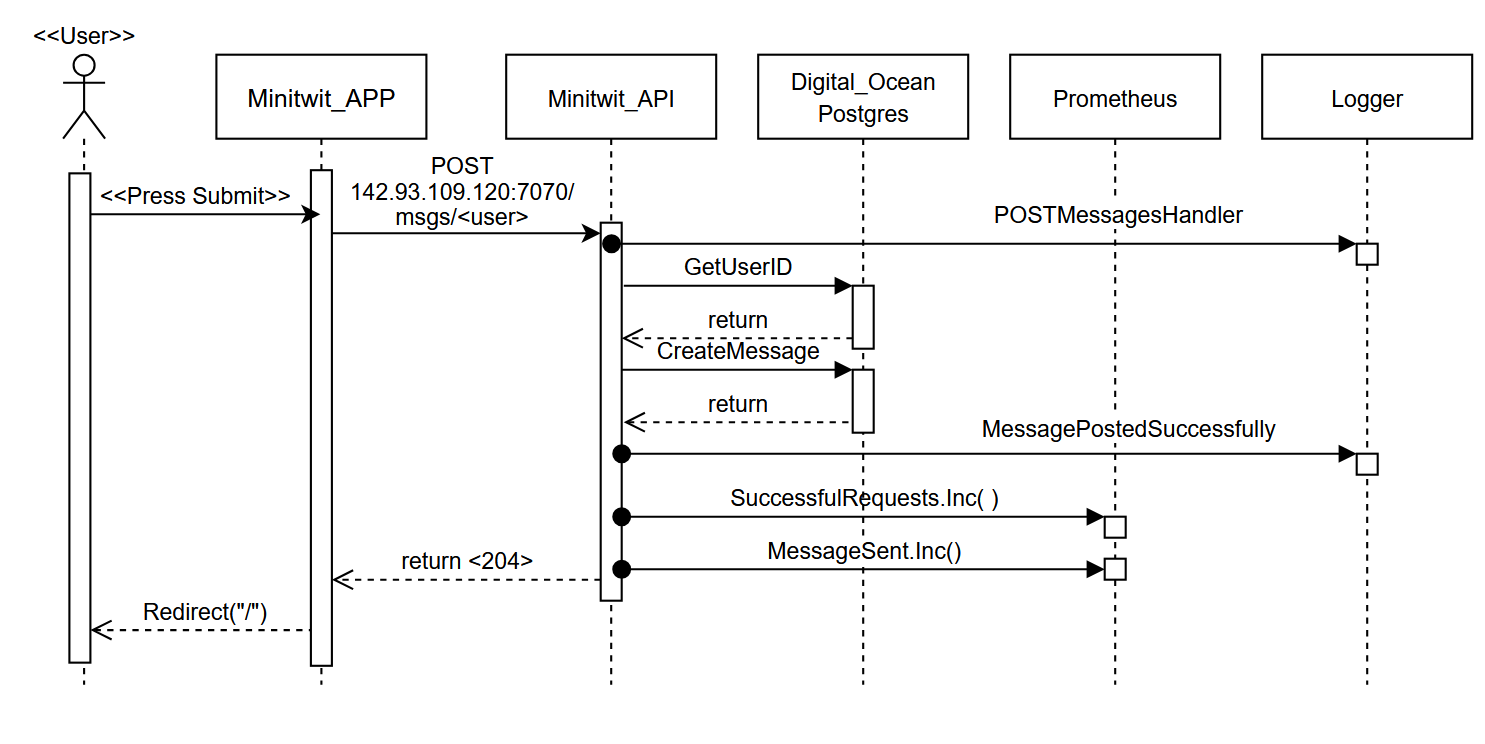 <<User>>
Minitwit_APP
Minitwit_API
Digital_Ocean
Postgres
Prometheus
Logger
<<Press Submit>>
POST
142.93.109.120:7070/
msgs/<user>
POSTMessagesHandler
GetUserID
return
CreateMessage
return
MessagePostedSuccessfully
SuccessfulRequests.Inc( )
MessageSent.Inc()
return <204>
Redirect("/")